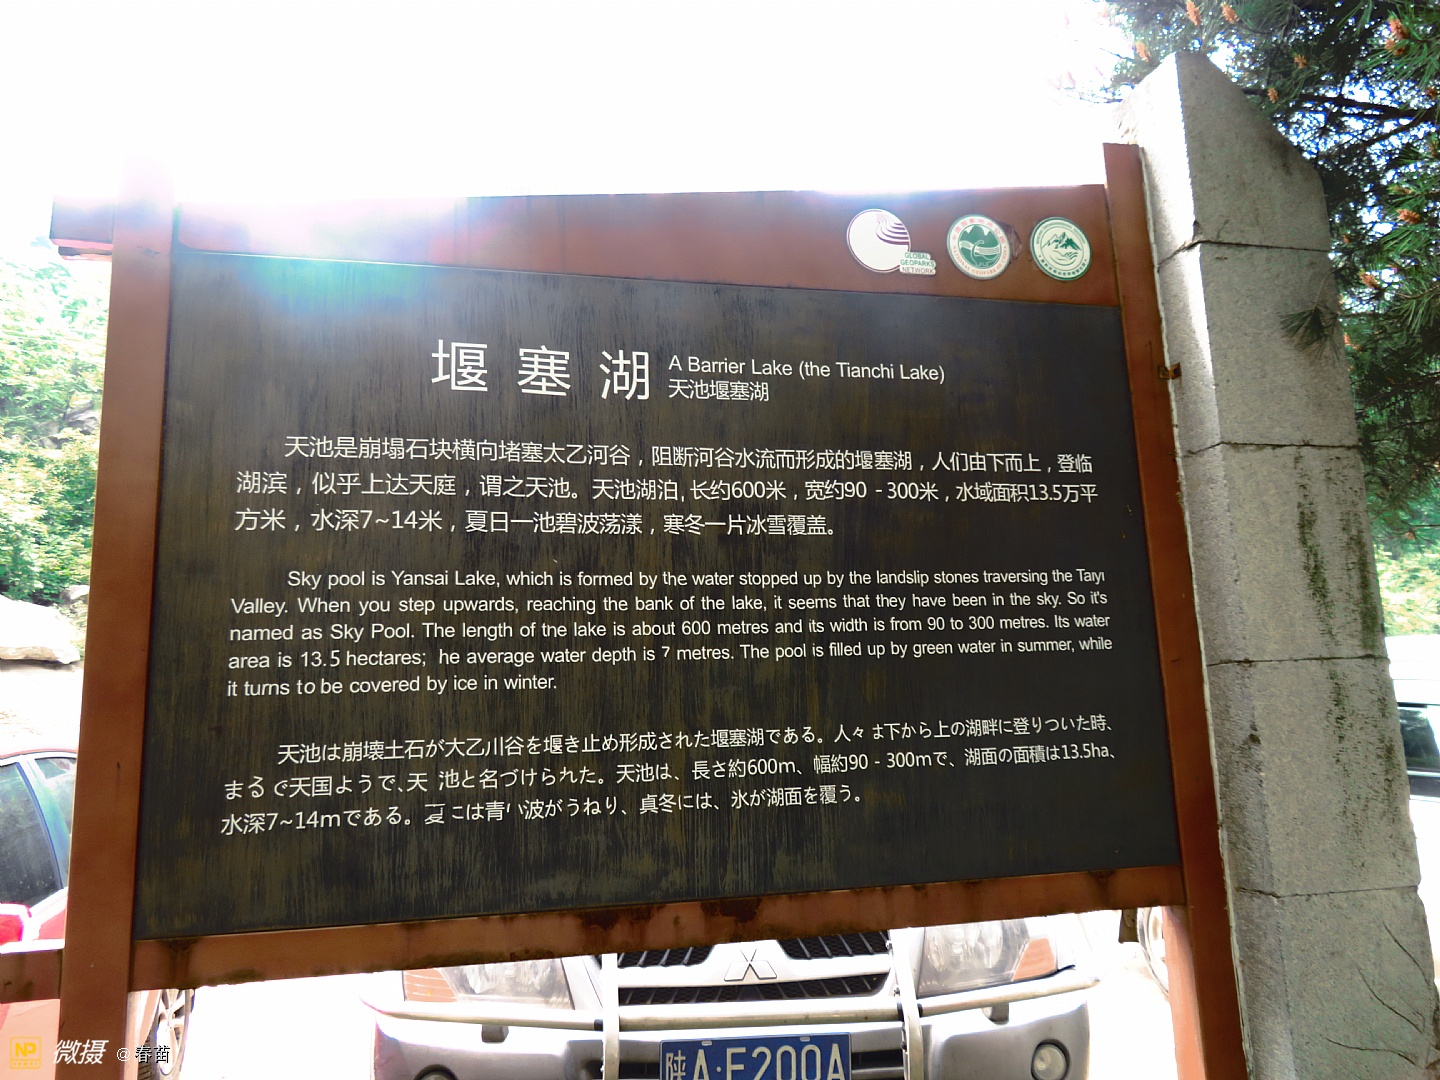 GLOBAL
GEOPARKS
NETWORK
堰塞湖
A Barrier Lake (the Tianchi Lake)
天池堰塞湖
天池是崩塌石块横向堵塞太乙河谷，阻断河谷水流而形成的堰塞湖，人们由下而上，登临
湖滨，似乎上达天庭，谓之天池。天池湖泊，长约600米，宽约90 - 300米，水域面积13.5万平
方米，水深7~14米，夏日一池碧波荡漾，寒冬一片冰雪覆盖。
Sky pool is Yansai Lake, which is formed by the water stopped up by the landslip stones traversing the Taiyi
Valley. When you step upwards, reaching the bank of the lake, it seems that they have been in the sky. So it's
named as Sky Pool. The length of the lake is about 600 metres and its width is from 90 to 300 metres. Its water
area is 13.5 hectares; he average water depth is 7 metres. The pool is filled up by green water in summer, while
it turns to be covered by ice in winter.
天池は崩壊土石が大乙川谷を堰き止め形成された堰塞湖である。人々 は下から上の湖畔に登りついた時、
まるで天国ようで、天 池と名づけられた。天池は、長さ約600m、幅約90 - 300mで、湖面の面積は13.5ha、
水深7~14mである。夏には青い波がうねり、真冬には、氷が湖面を覆う。
陕A·F200A
NP 微摄 @春苗